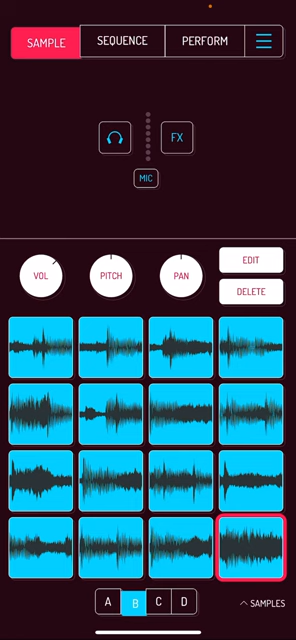 SAMPLE SEQUENCE PERFORM
FX
MIC
VOL PITCH PAN EDIT
DELETE
A B C D SAMPLES